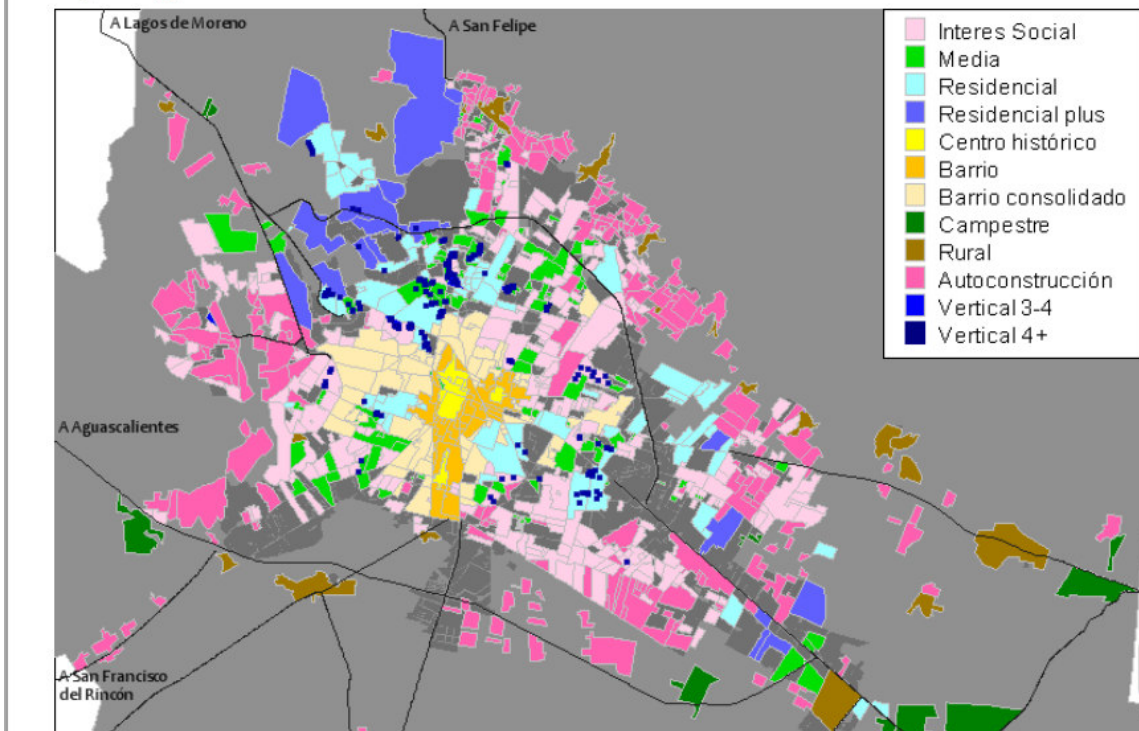 A Lagos de Moreno
A San Felipe
Interes Social
Media
Residencial
Residencial plus
Centro histórico
Barrio
Barrio consolidado
Campestre
Rural
Autoconstrucción
Vertical 3-4
Vertical 4+
A Aguascalientes
A San Francisco
del Rincón